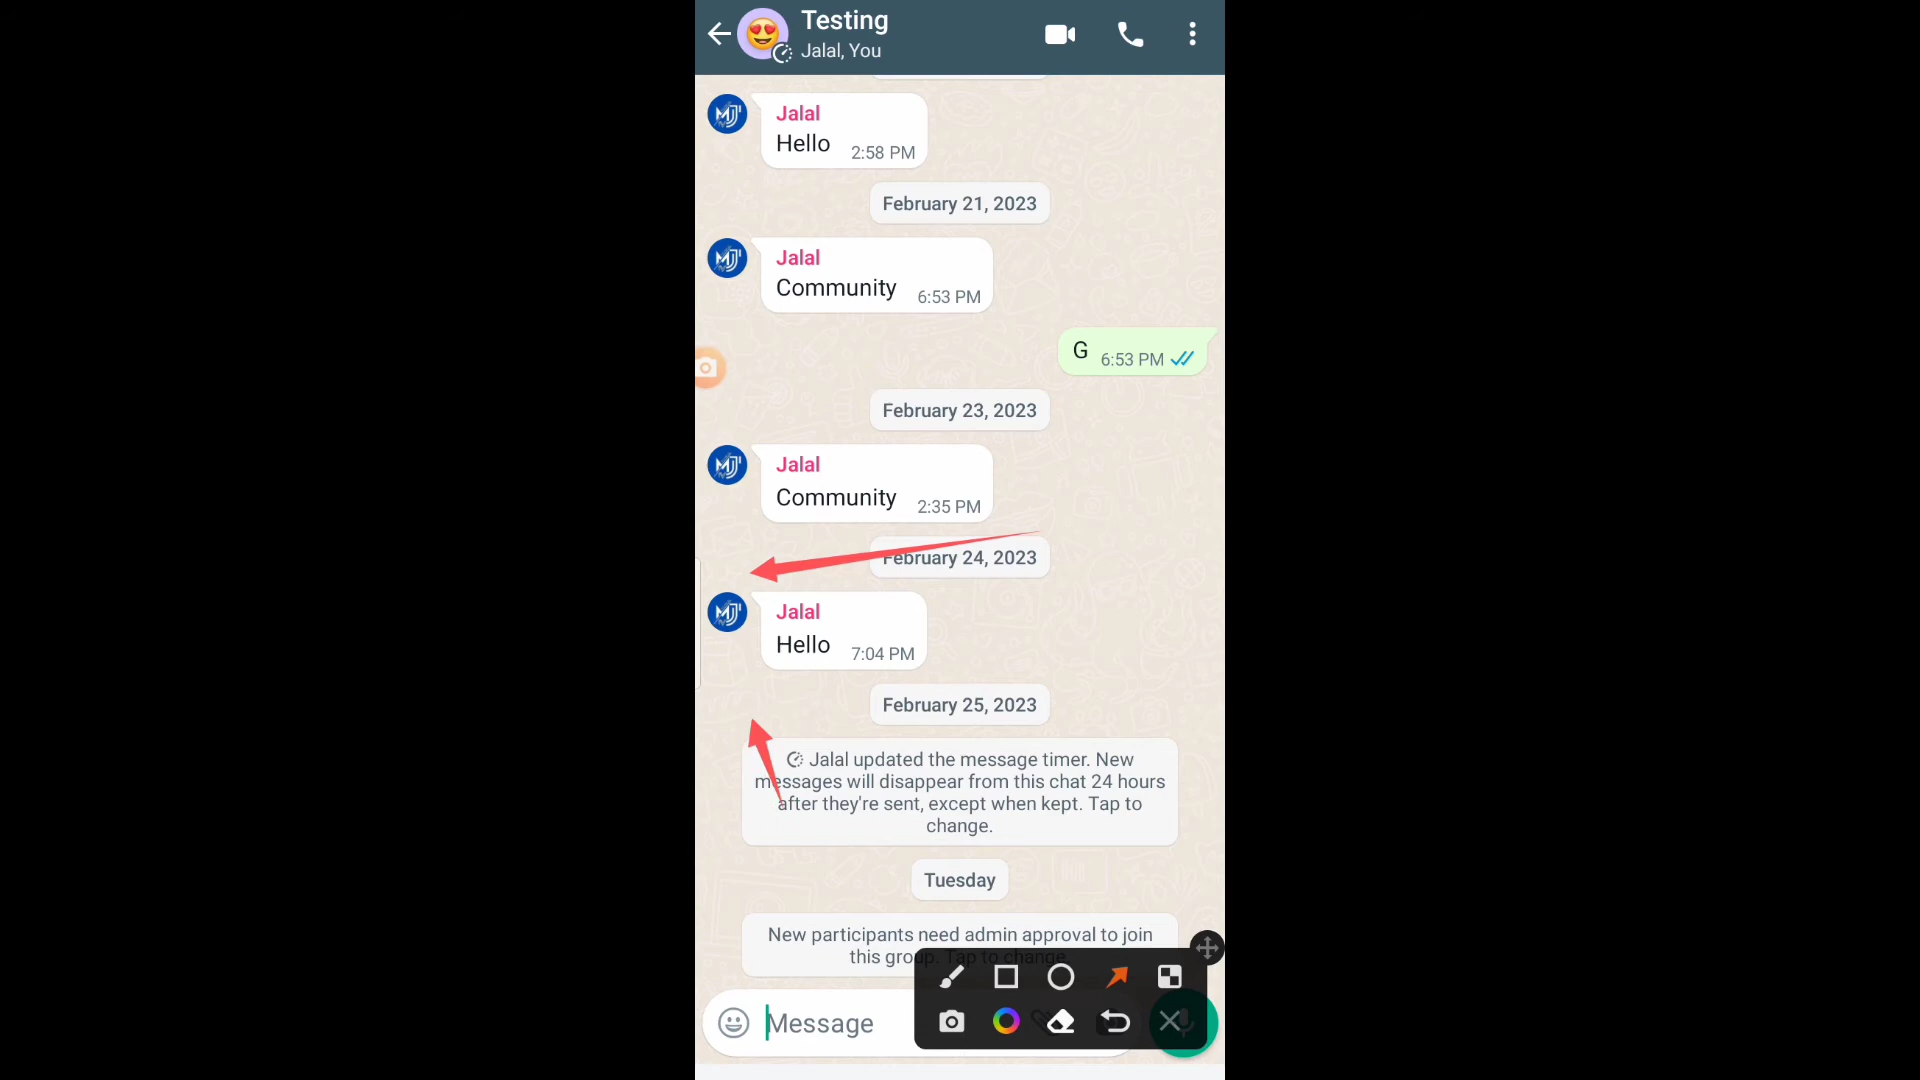 Testing
Jalal, You
Jalal
Hello
2:58 PM
February 21, 2023
Jalal
Community
6:53 PM
G
6:53 PM
February 23, 2023
Jalal
Community
2:35 PM
February 24, 2023
Jalal
Hello
7:04 PM
February 25, 2023
Jalal updated the message timer. New
messages will disappear from this chat 24 hours
after they're sent, except when kept. Tap to
change.
Tuesday
New participants need admin approval to join
this group. Tap to change.
Message